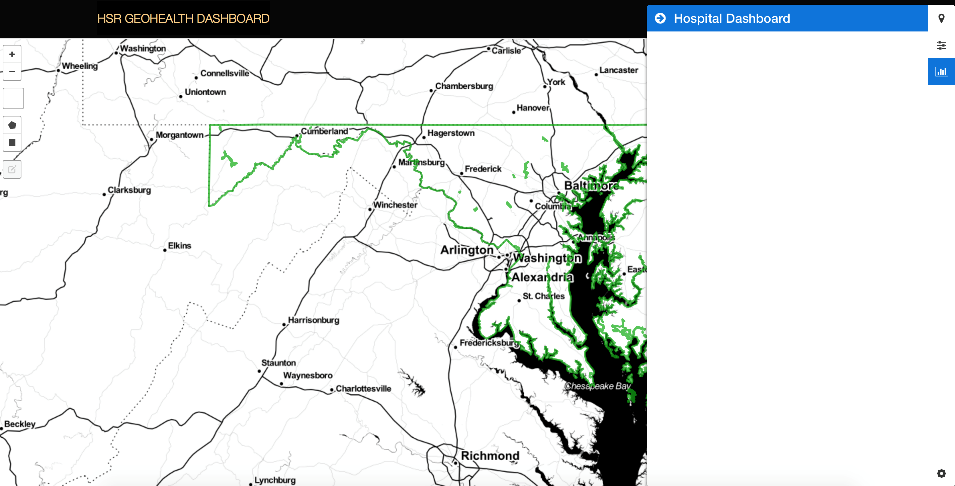 HSR GEOHEALTH DASHBOARD
Hospital Dashboard
+
−
Washington
Carlisle
Wheeling
Connellsville
Lancaster
York
Uniontown
Chambersburg
Hanover
Morgantown
Cumberland
Hagerstown
Martinsburg
Frederick
Baltimore
Clarksburg
Winchester
Columbia
Annapolis
Elkins
Arlington
Washington
East
Alexandria
St. Charles
Harrisonburg
Fredericksburg
Staunton
Waynesboro
Charlottesville
Chesapeake Bay
Beckley
Richmond
Lynchburg